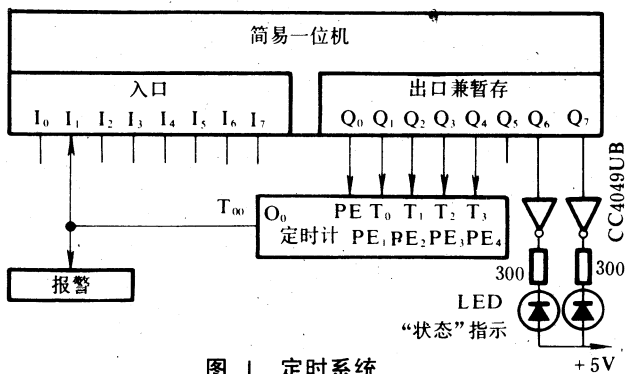 简易一位机
入口 出口兼暂存
I₀ I₁ I₂ I₃ I₄ I₅ I₆ I₇ Q₀ Q₁ Q₂ Q₃ Q₄ Q₅ Q₆ Q₇
CC4049UB
T₀₀ O₀ PE T₀ T₁ T₂ T₃
定时计 PE₁ PE₂ PE₃ PE₄
报警
300 300
LED
“状态”指示
+5V
图 1 定时系统